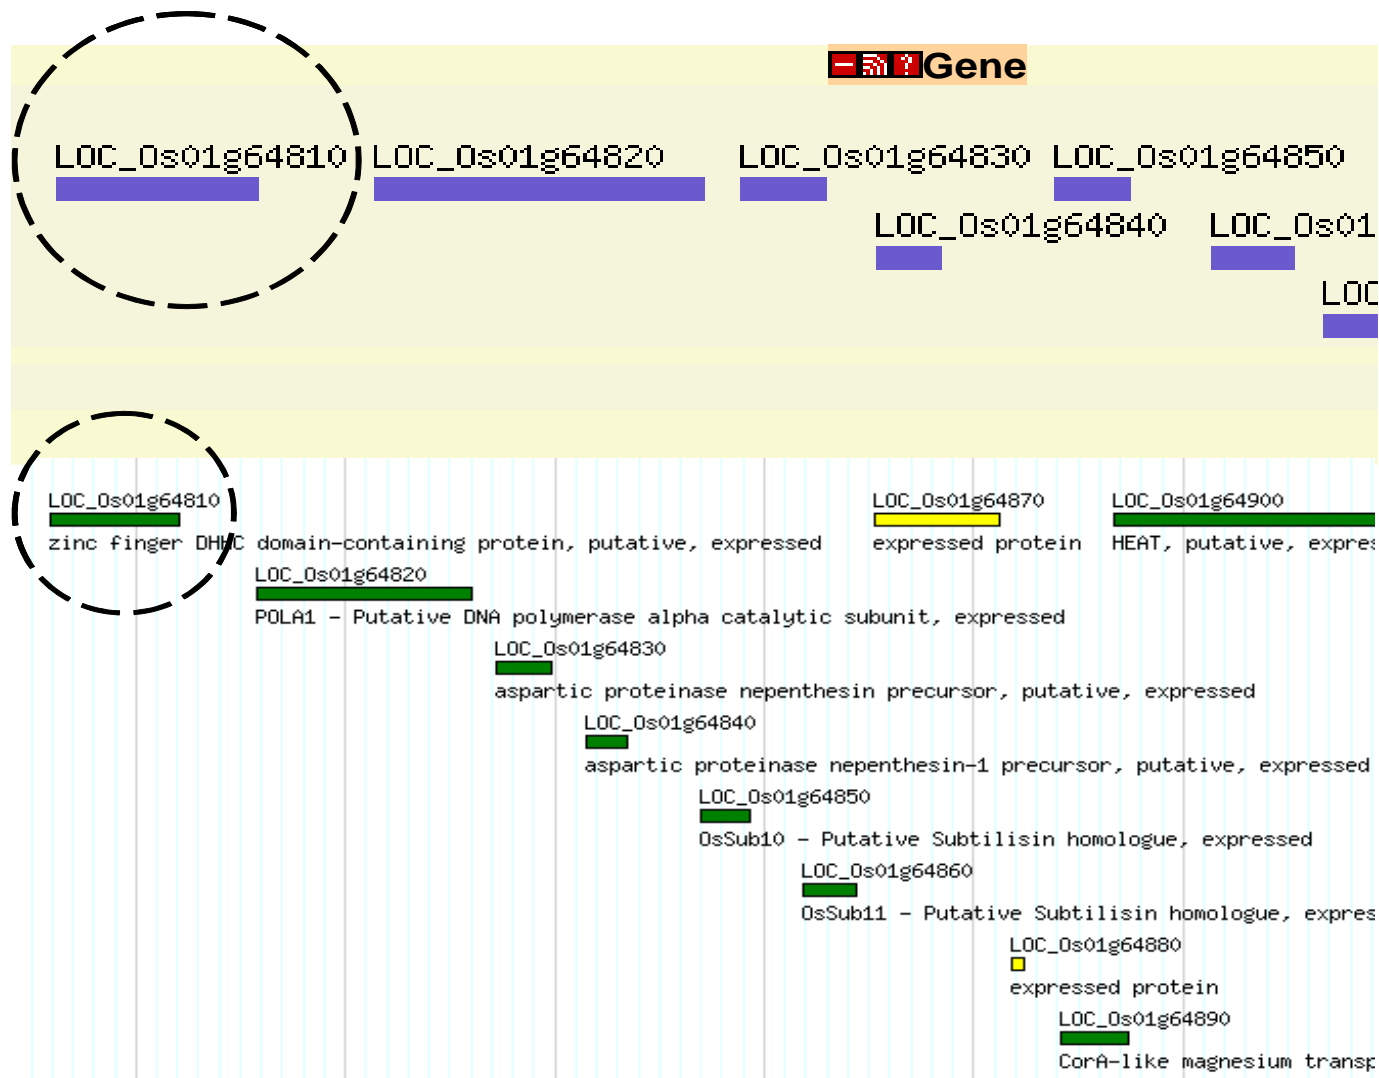 Gene
LOC_Os01g64810 LOC_Os01g64820 LOC_Os01g64830 LOC_Os01g64850
LOC_Os01g64840 LOC_Os01
LOC
LOC_Os01g64810 LOC_Os01g64870 LOC_Os01g64900
zinc finger DHHC domain-containing protein, putative, expressed expressed protein HEAT, putative, expres
LOC_Os01g64820
POLA1 - Putative DNA polymerase alpha catalytic subunit, expressed
LOC_Os01g64830
aspartic proteinase nepenthesin precursor, putative, expressed
LOC_Os01g64840
aspartic proteinase nepenthesin-1 precursor, putative, expressed
LOC_Os01g64850
OsSub10 - Putative Subtilisin homologue, expressed
LOC_Os01g64860
OsSub11 - Putative Subtilisin homologue, expres
LOC_Os01g64880
expressed protein
LOC_Os01g64890
CorA-like magnesium transp